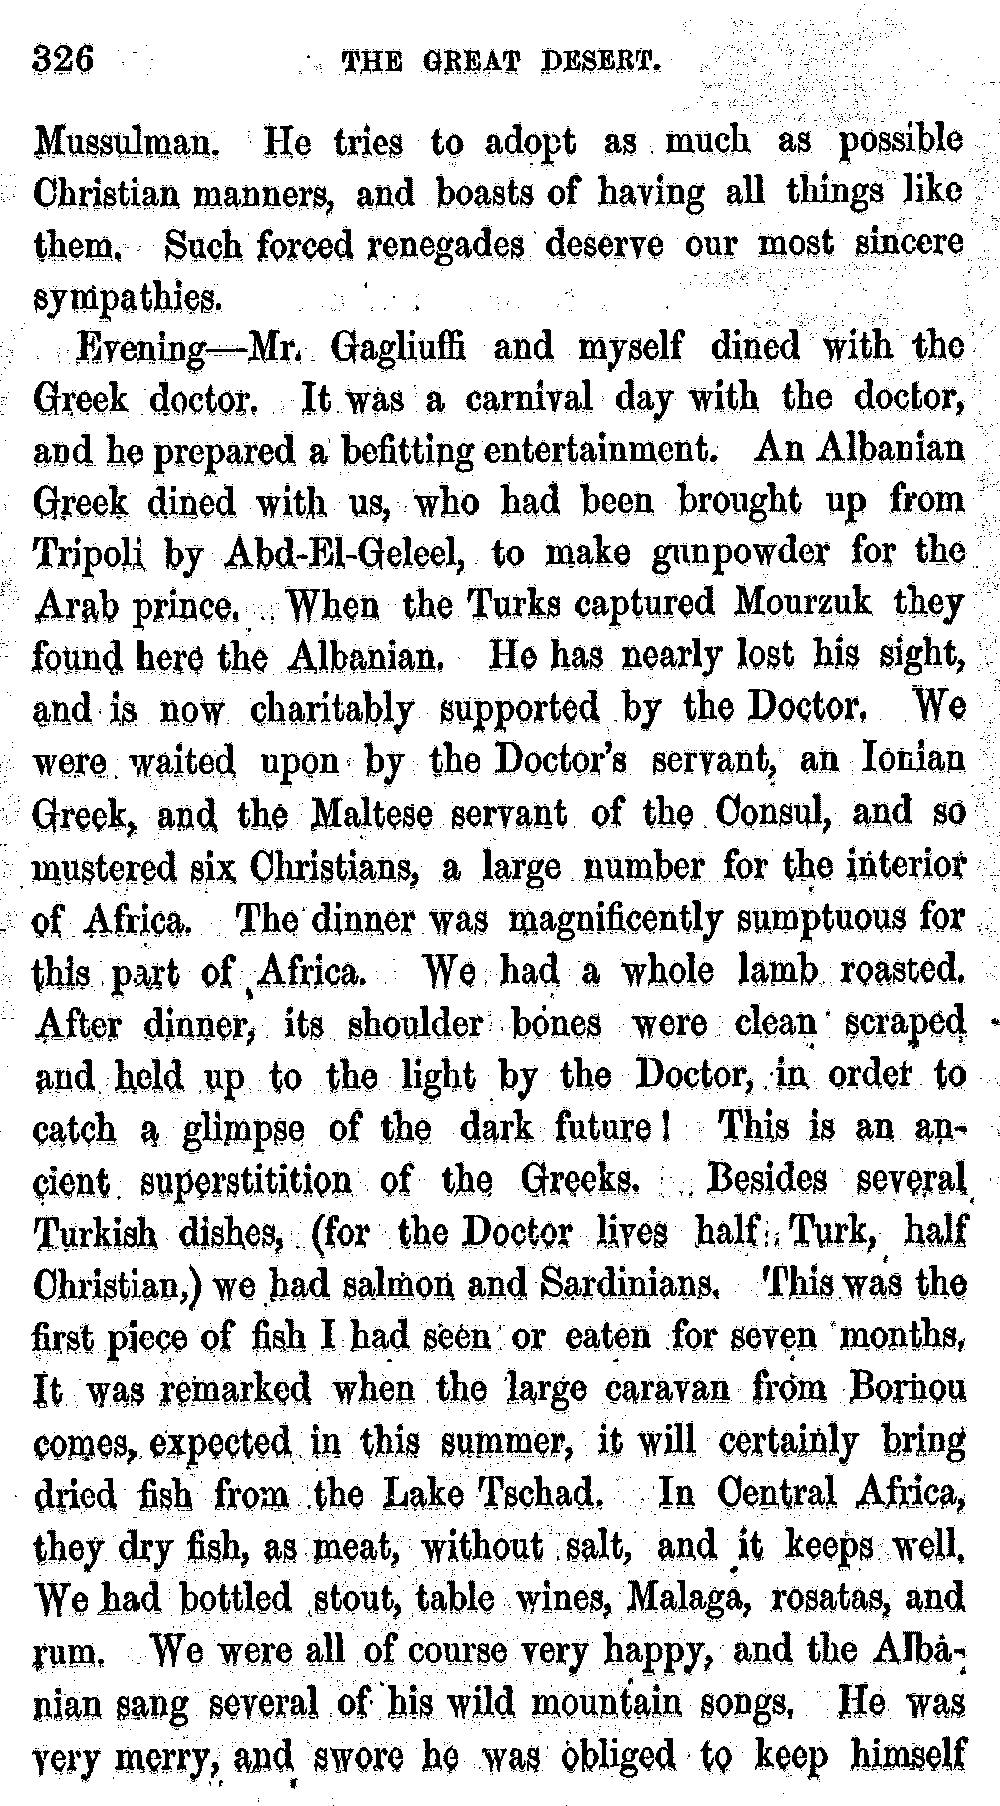 326 THE GREAT DESERT.
Mussulman. He tries to adopt as much as possible
Christian manners, and boasts of having all things like
them. Such forced renegades deserve our most sincere
sympathies.
Evening—Mr. Gagliuffi and myself dined with the
Greek doctor. It was a carnival day with the doctor,
and he prepared a befitting entertainment. An Albanian
Greek dined with us, who had been brought up from
Tripoli by Abd-El-Geleel, to make gunpowder for the
Arab prince. When the Turks captured Mourzuk they
found here the Albanian. He has nearly lost his sight,
and is now charitably supported by the Doctor. We
were waited upon by the Doctor's servant, an Ionian
Greek, and the Maltese servant of the Consul, and so
mustered six Christians, a large number for the interior
of Africa. The dinner was magnificently sumptuous for
this part of Africa. We had a whole lamb roasted.
After dinner, its shoulder bones were clean scraped
and held up to the light by the Doctor, in order to
catch a glimpse of the dark future! This is an an-
cient superstitition of the Greeks. Besides several
Turkish dishes, (for the Doctor lives half Turk, half
Christian,) we had salmon and Sardinians. This was the
first piece of fish I had seen or eaten for seven months.
It was remarked when the large caravan from Bornou
comes, expected in this summer, it will certainly bring
dried fish from the Lake Tschad. In Central Africa,
they dry fish, as meat, without salt, and it keeps well.
We had bottled stout, table wines, Malaga, rosatas, and
rum. We were all of course very happy, and the Alba-
nian sang several of his wild mountain songs. He was
very merry, and swore he was obliged to keep himself